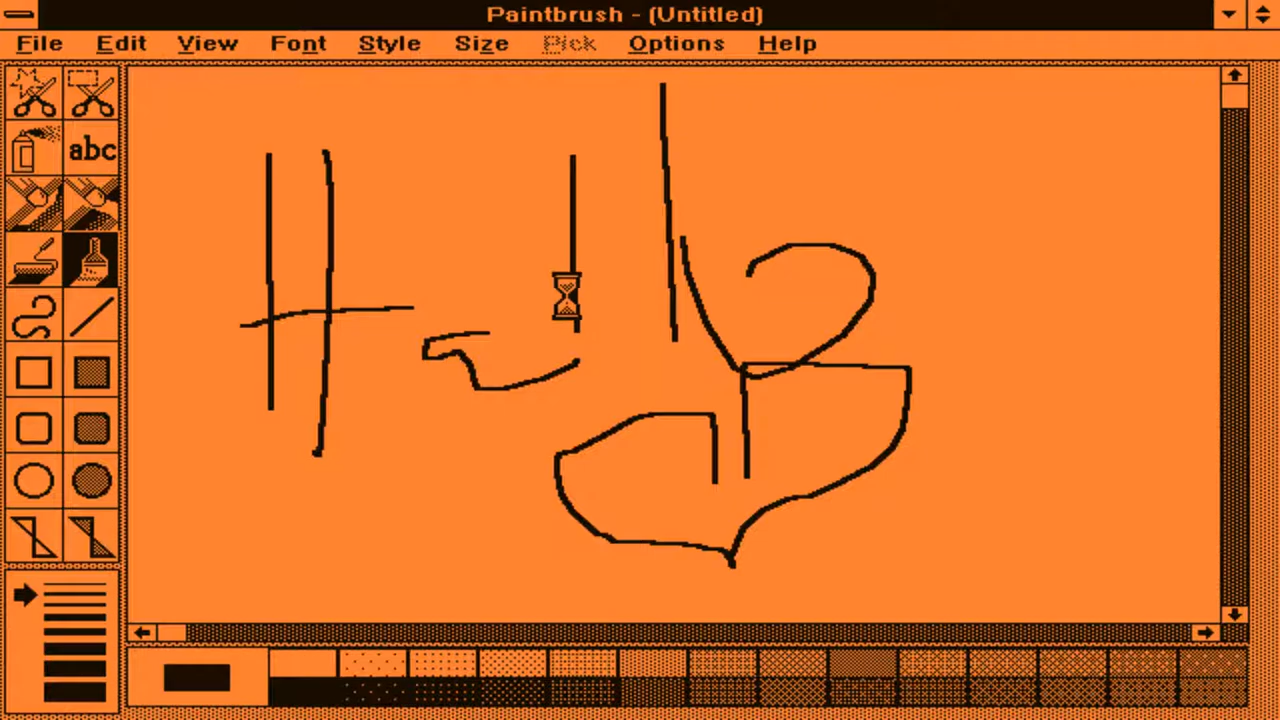 Paintbrush - (Untitled)
File Edit View Font Style Size Pick Options Help
abc